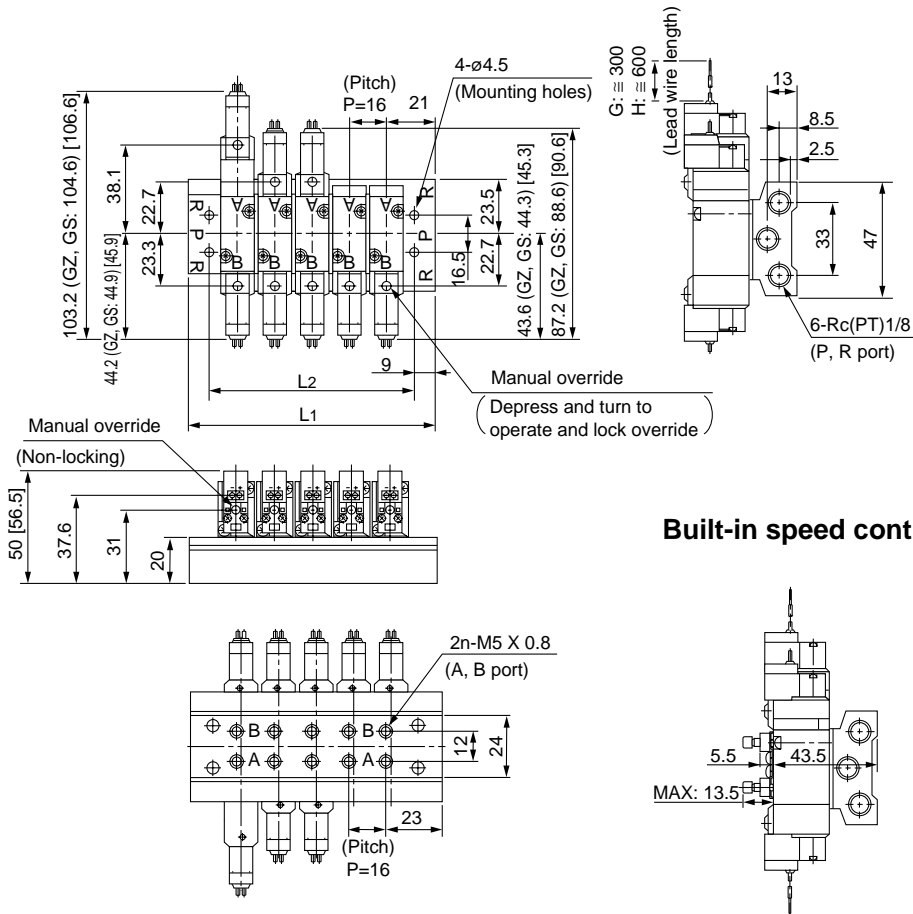 103.2 (GZ, GS: 104.6) [106.6]
44.2 (GZ, GS: 44.9) [45.9]
38.1
22.7
23.3
(Pitch)
P=16
21
4-ø4.5
(Mounting holes)
R
P
R
A A A A A
B B B B B
R
P
R
23.5
16.5
22.7
43.6 (GZ, GS: 44.3) [45.3]
87.2 (GZ, GS: 88.6) [90.6]
9
L2
L1
Manual override
(Depress and turn to
operate and lock override)
G: ≅ 300
H: ≅ 600
(Lead wire length)
13
8.5
2.5
33
47
6-Rc(PT)1/8
(P, R port)
Manual override
(Non-locking)
50 [56.5]
37.6
31
20
Built-in speed cont
2n-M5 X 0.8
(A, B port)
B B
A A
12
24
23
(Pitch)
P=16
5.5
43.5
MAX: 13.5